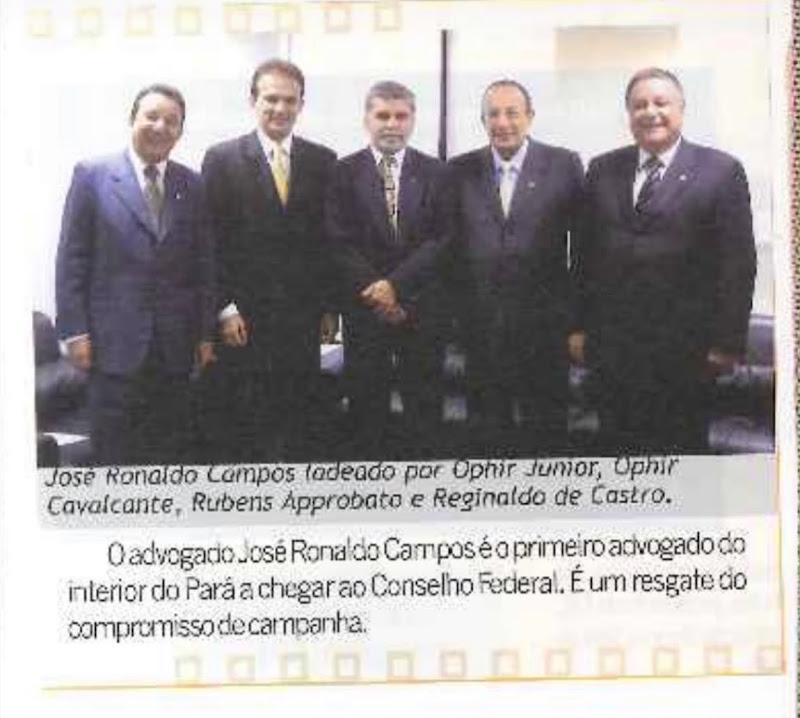 José Ronaldo Campos ladeado por Ophir Junior, Ophir
Cavalcante, Rubens Approbato e Reginaldo de Castro.
O advogado José Ronaldo Campos é o primeiro advogado do
interior do Pará a chegar ao Conselho Federal. É um resgate do
compromisso de campanha.